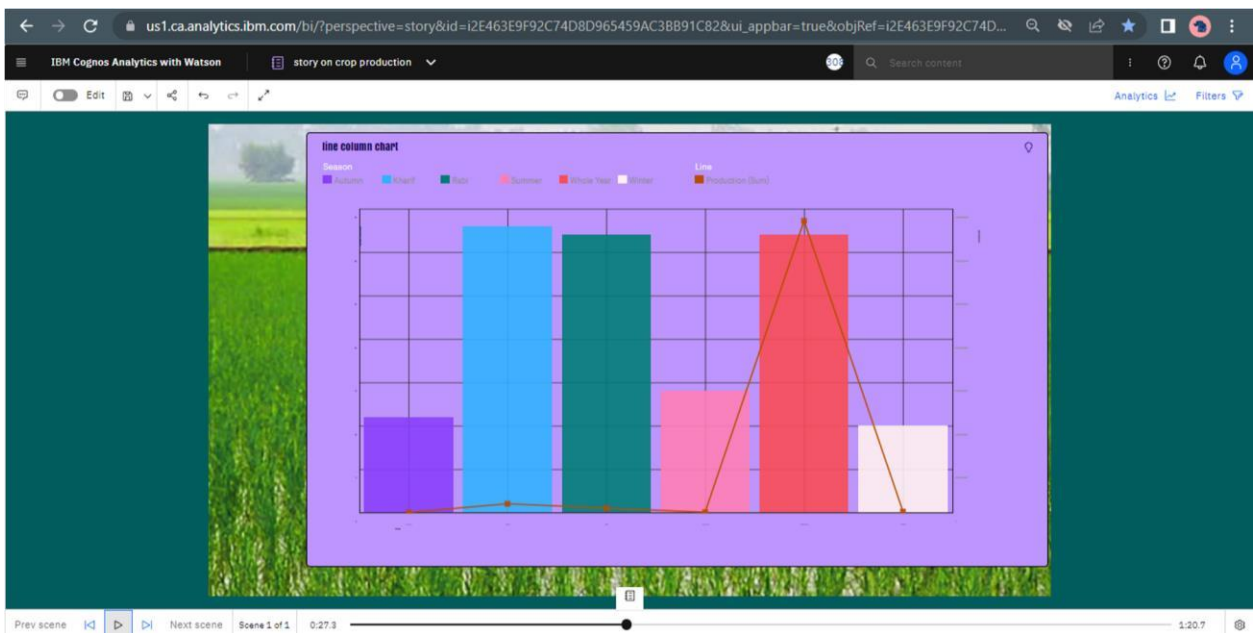 us1.ca.analytics.ibm.com/bi/?perspective=story&id=i2E463E9F92C74D8D965459AC3BB91C82&ui_appbar=true&objRef=i2E463E9F92C74D...
IBM Cognos Analytics with Watson story on crop production Search content
Edit Analytics Filters
line column chart
Season Line
Autumn Kharif Rabi Summer Whole Year Winter Production (Sum)
Prev.scene Next scene Scene 1 of 1 0:27.3 1:20.7